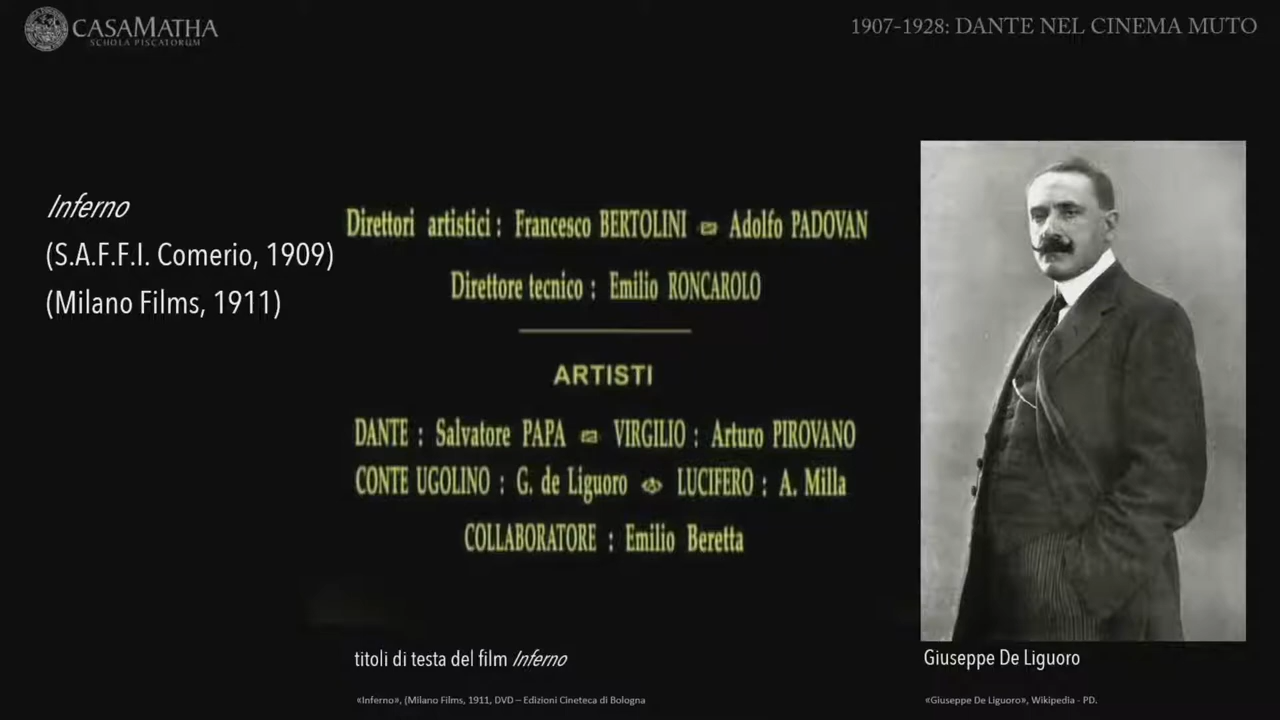 CASAMATHA
SCHOLA PISCATORUM
1907-1928: DANTE NEL CINEMA MUTO
Inferno
(S.A.F.F.I. Comerio, 1909)
(Milano Films, 1911)
Direttori artistici : Francesco BERTOLINI Adolfo PADOVAN
Direttore tecnico : Emilio RONCAROLO
ARTISTI
DANTE : Salvatore PAPA VIRGILIO : Arturo PIROVANO
CONTE UGOLINO : G. de Liguoro LUCIFERO : A. Milla
COLLABORATORE : Emilio Beretta
titoli di testa del film Inferno
«Inferno», (Milano Films, 1911, DVD – Edizioni Cineteca di Bologna
Giuseppe De Liguoro
«Giuseppe De Liguoro», Wikipedia - PD.